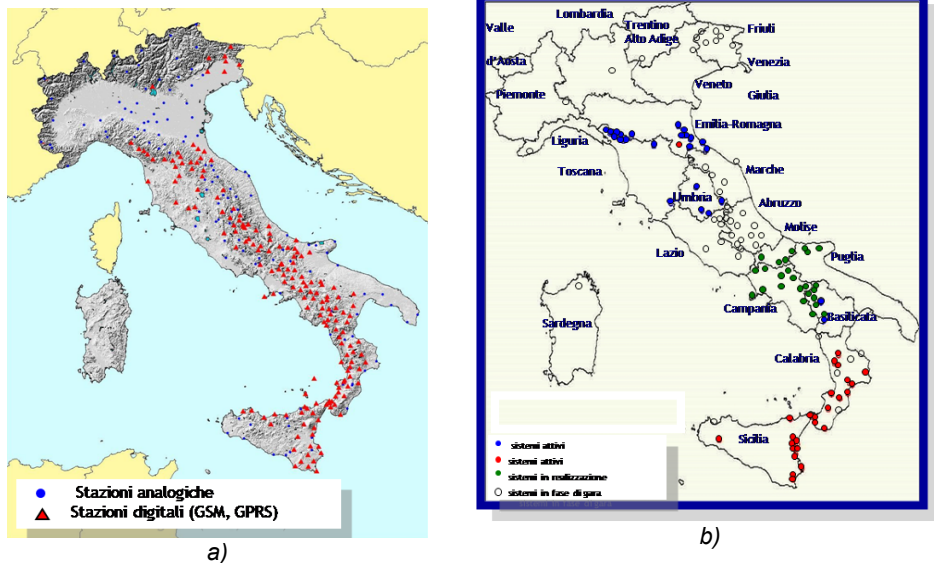 Stazioni analogiche
Stazioni digitali (GSM, GPRS)
a)
Lombardia
Valle
Trentino
Friuli
Alto Adige
d'Aosta
Venezia
Veneto
Piemonte
Giulia
Emilia-Romagna
Liguria
Toscana
Marche
Umbria
Abruzzo
Molise
Lazio
Puglia
Campania
Basilicata
Sardegna
Calabria
Sicilia
sistemi attivi
sistemi attivi
sistemi in realizzazione
sistemi in fase di gara
b)